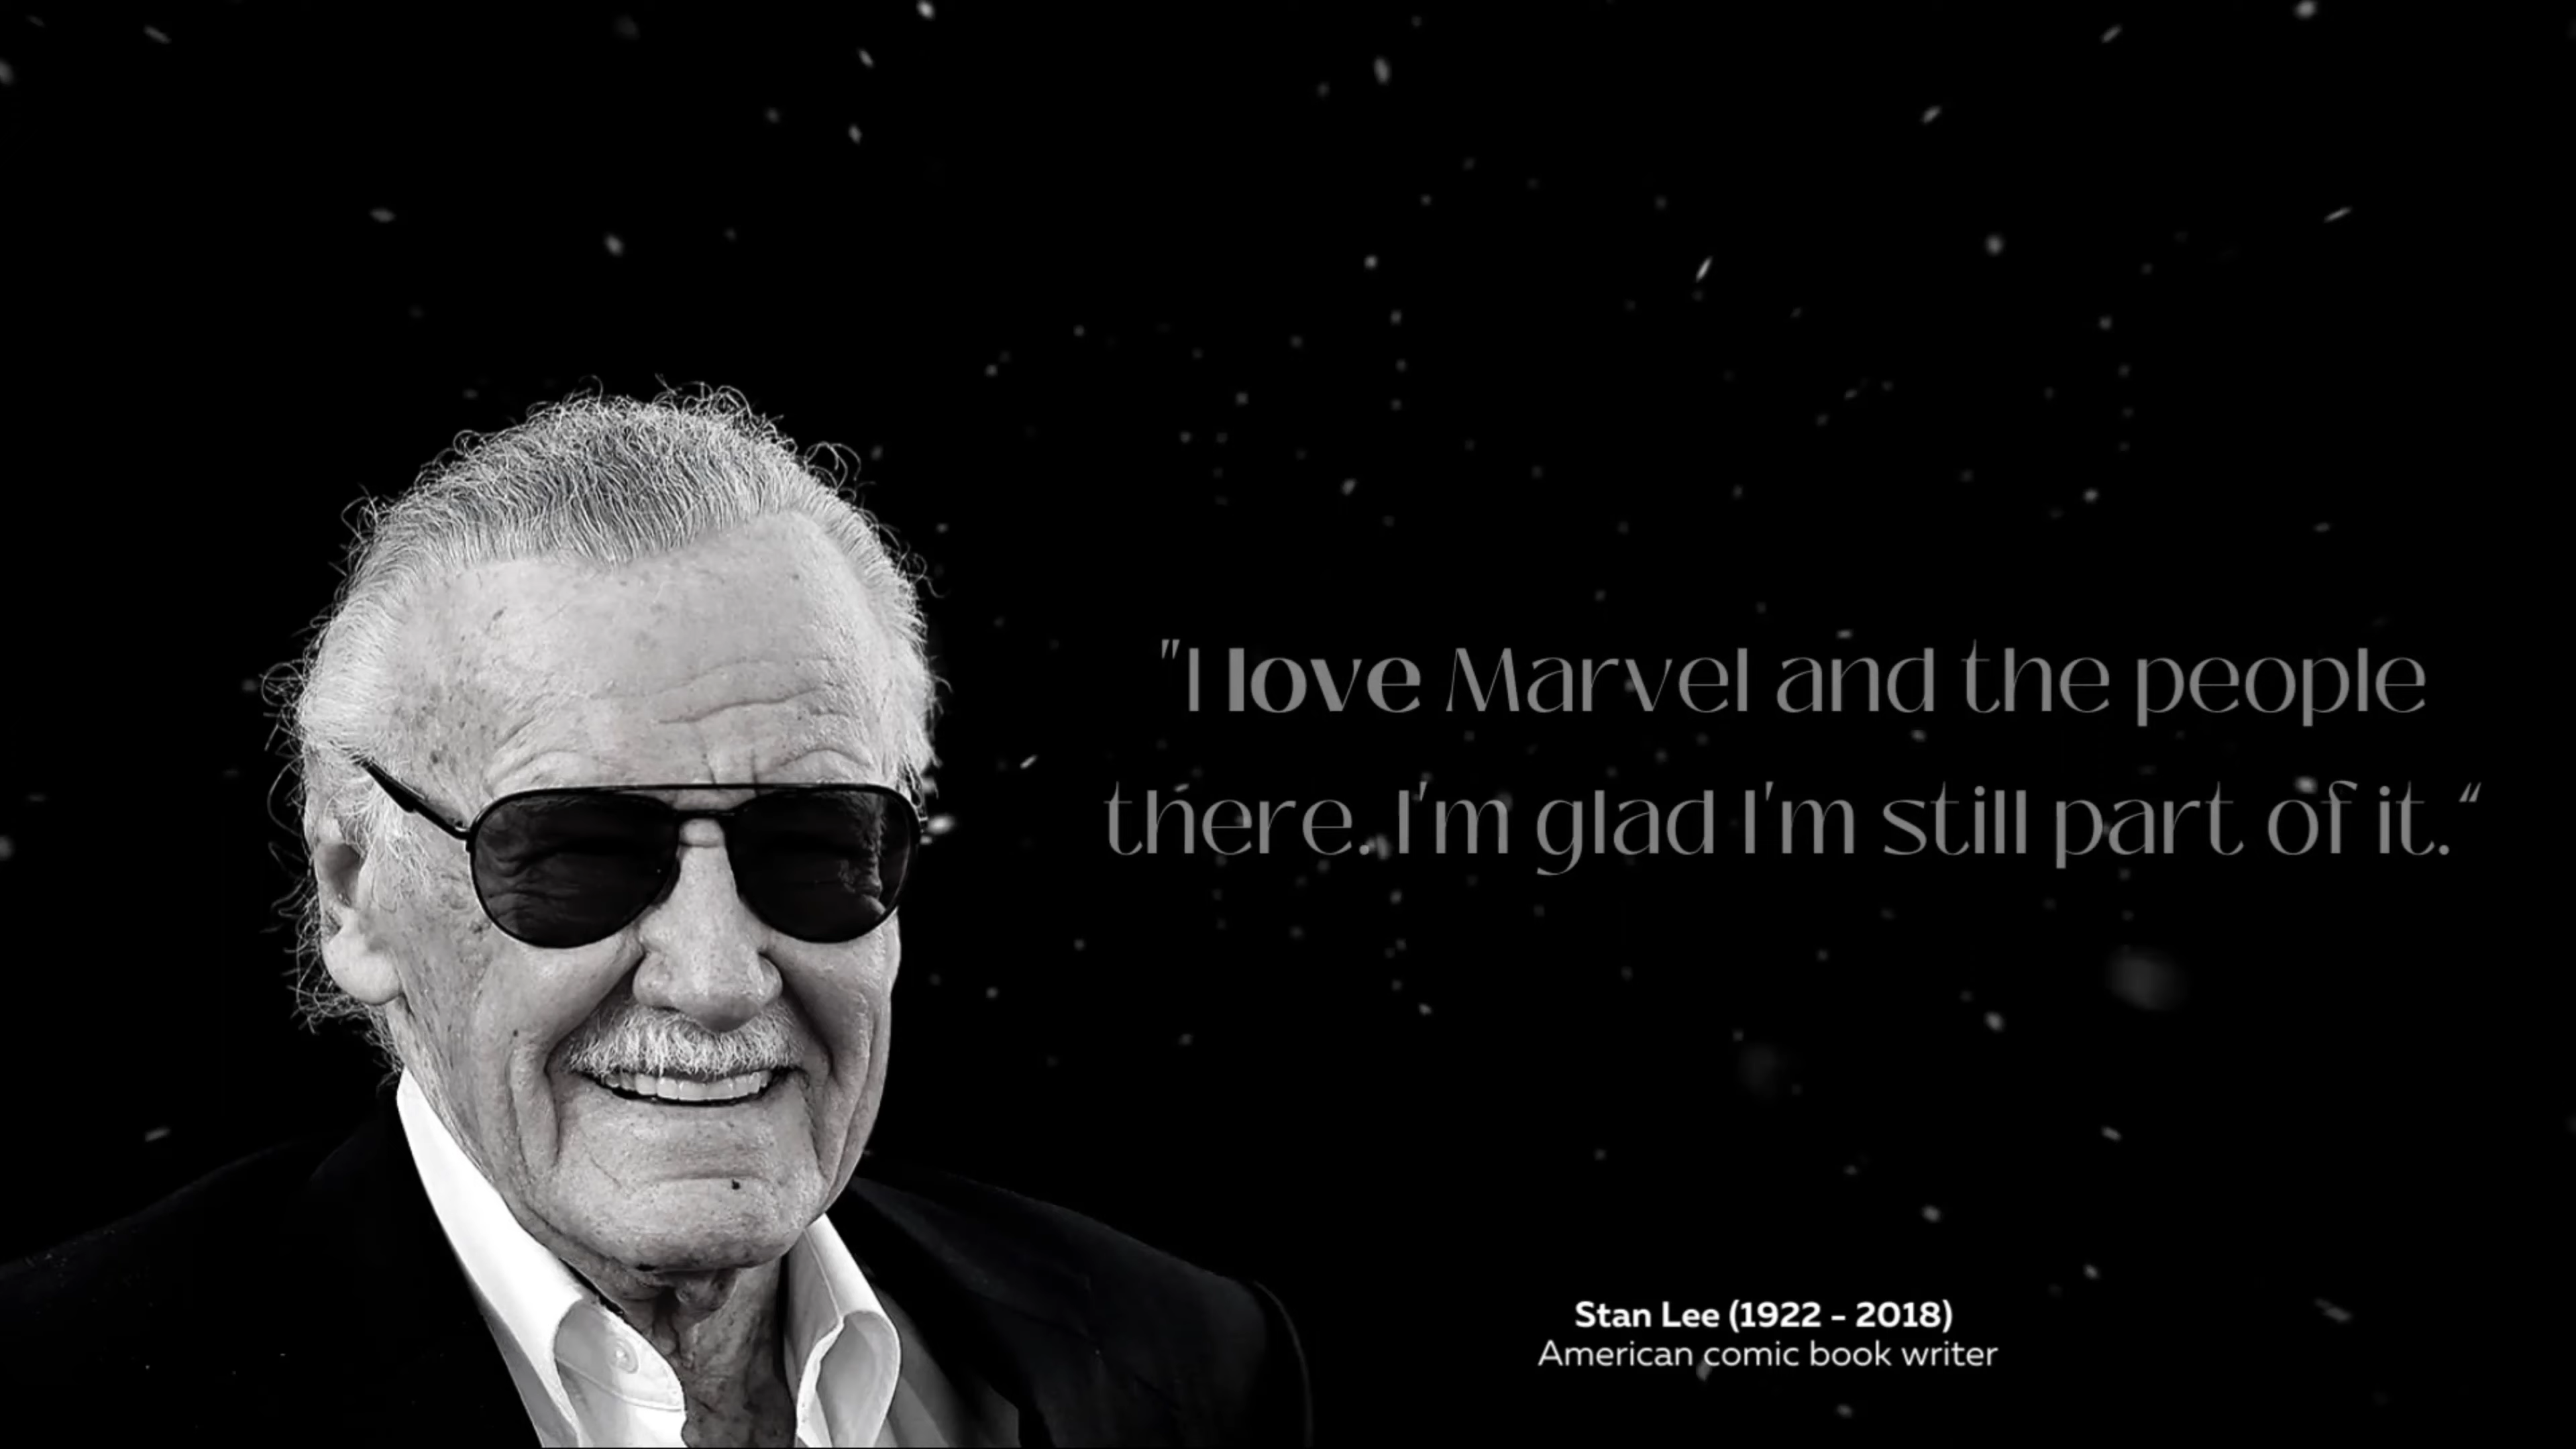 "I love Marvel and the people
there. I'm glad I'm still part of it.“
Stan Lee (1922 - 2018)
American comic book writer